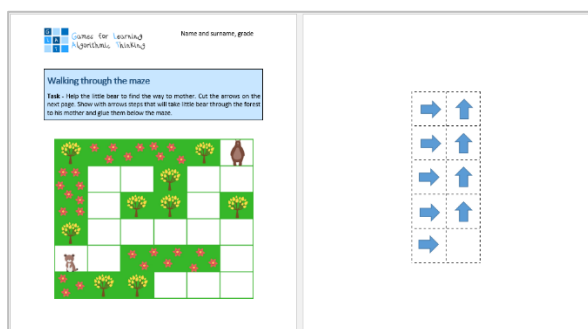 Games for Learning
Algorithmic Thinking
Name and surname, grade
Walking through the maze
Task - Help the little bear to find the way to mother. Cut the arrows on the
next page. Show with arrows steps that will take little bear through the forest
to his mother and glue them below the maze.